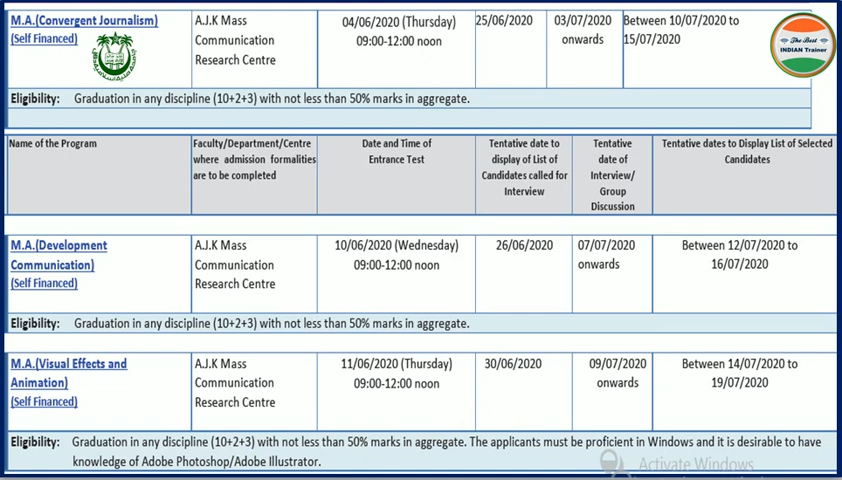 M.A.(Convergent Journalism)
(Self Financed)
A.J.K Mass
Communication
Research Centre
04/06/2020 (Thursday)
09:00-12:00 noon
25/06/2020
03/07/2020
onwards
Between 10/07/2020 to
15/07/2020
The Best
INDIAN Trainer
Eligibility: Graduation in any discipline (10+2+3) with not less than 50% marks in aggregate.
Name of the Program
Faculty/Department/Centre
where admission formalities
are to be completed
Date and Time of
Entrance Test
Tentative date to
display of List of
Candidates called for
Interview
Tentative
date of
Interview/
Group
Discussion
Tentative dates to Display List of Selected
Candidates
M.A.(Development
Communication)
(Self Financed)
A.J.K Mass
Communication
Research Centre
10/06/2020 (Wednesday)
09:00-12:00 noon
26/06/2020
07/07/2020
onwards
Between 12/07/2020 to
16/07/2020
Eligibility: Graduation in any discipline (10+2+3) with not less than 50% marks in aggregate.
M.A.(Visual Effects and
Animation)
(Self Financed)
A.J.K Mass
Communication
Research Centre
11/06/2020 (Thursday)
09:00-12:00 noon
30/06/2020
09/07/2020
onwards
Between 14/07/2020 to
19/07/2020
Eligibility: Graduation in any discipline (10+2+3) with not less than 50% marks in aggregate. The applicants must be proficient in Windows and it is desirable to have
knowledge of Adobe Photoshop/Adobe Illustrator.
Activate Windows